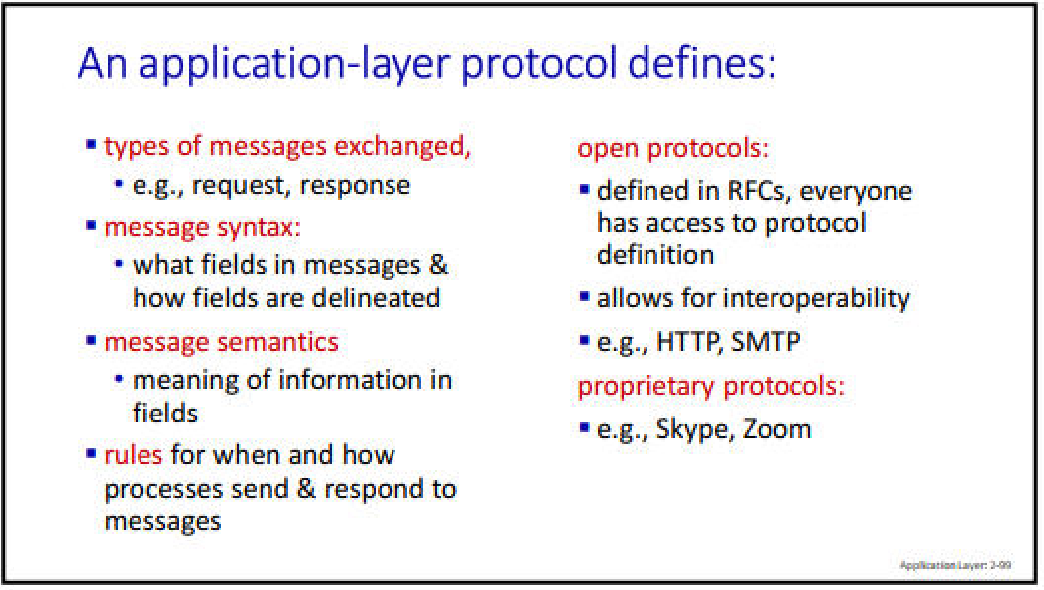 An application-layer protocol defines:
▪ types of messages exchanged,
• e.g., request, response
▪ message syntax:
• what fields in messages &
how fields are delineated
▪ message semantics
• meaning of information in
fields
▪ rules for when and how
processes send & respond to
messages
open protocols:
▪ defined in RFCs, everyone
has access to protocol
definition
▪ allows for interoperability
▪ e.g., HTTP, SMTP
proprietary protocols:
▪ e.g., Skype, Zoom
Application Layer: 2-99